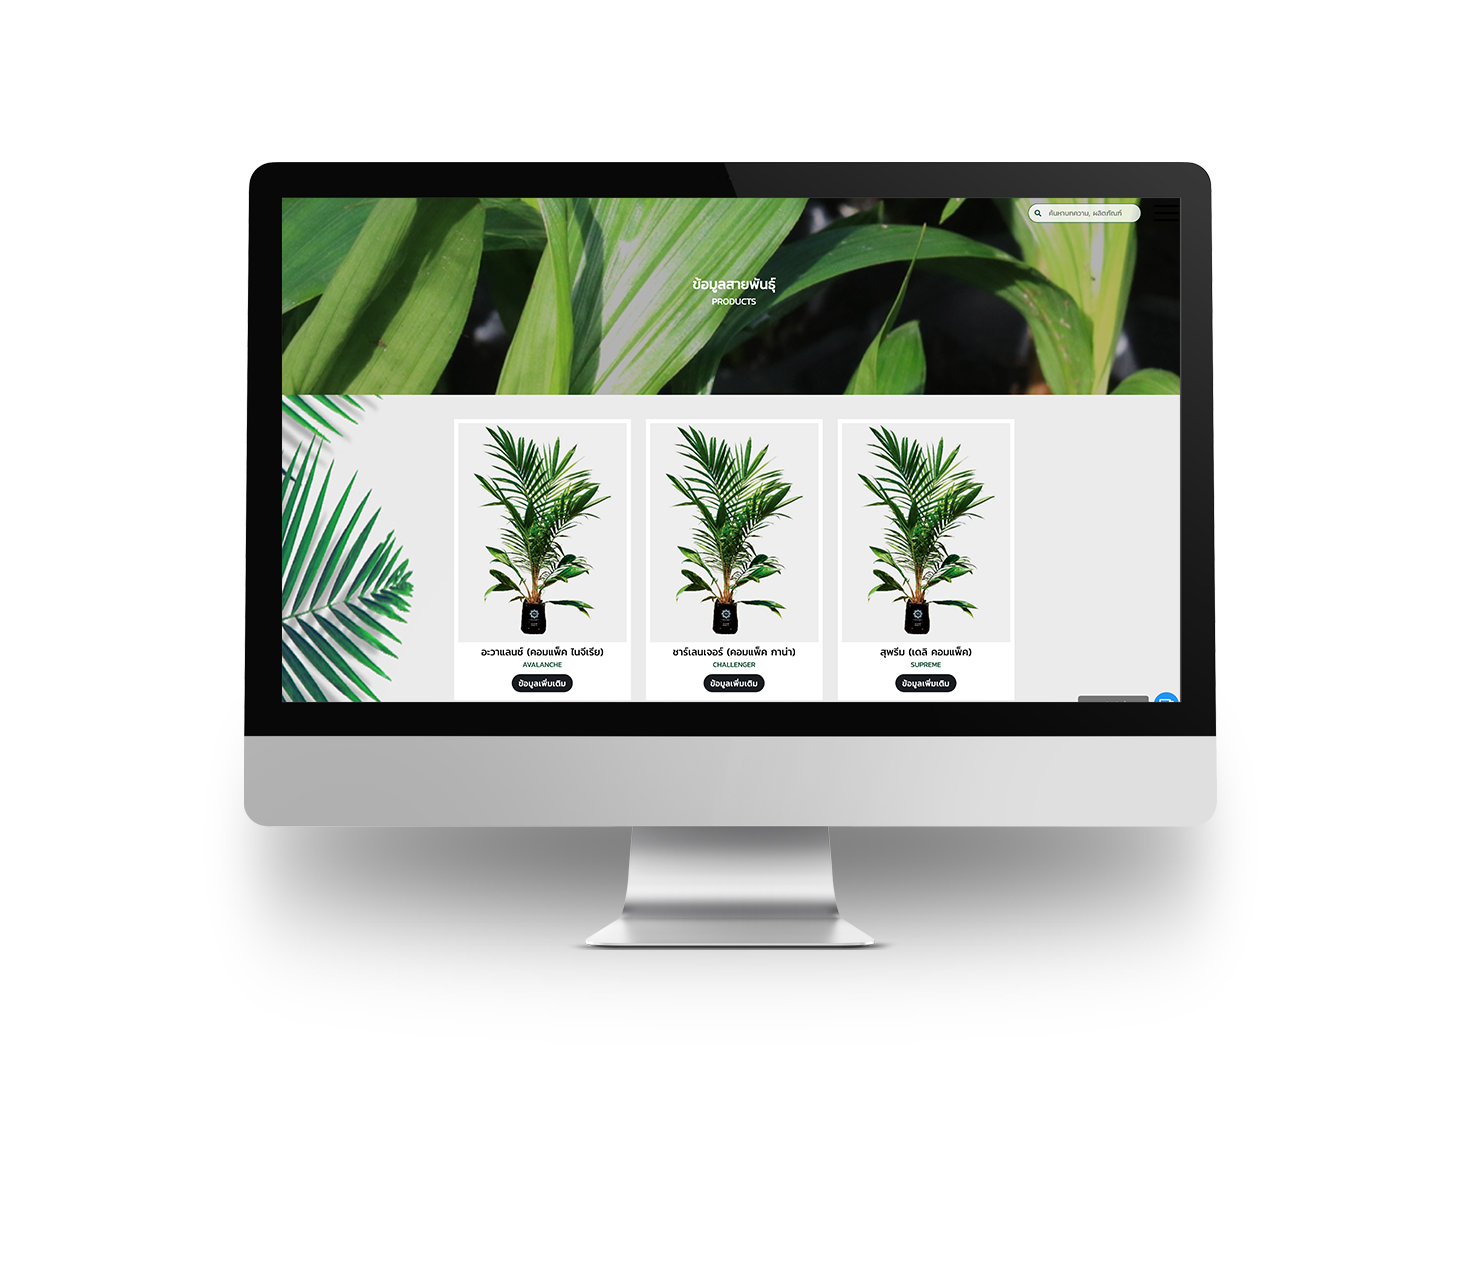 ค้นหาบทความ, ผลิตภัณฑ์
ข้อมูลสายพันธุ์
PRODUCTS
อะวาแลนซ์ (คอมแพ็ค ไนจีเรีย)
AVALANCHE
ข้อมูลเพิ่มเติม
ชาร์เลนเจอร์ (คอมแพ็ค กาน่า)
CHALLENGER
ข้อมูลเพิ่มเติม
สุพรีม (เดลิ คอมแพ็ค)
SUPREME
ข้อมูลเพิ่มเติม